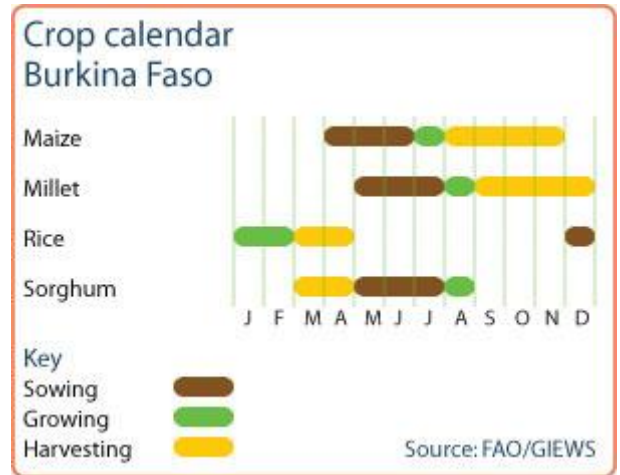 Crop calendar
Burkina Faso
Maize
Millet
Rice
Sorghum
J F M A M J J A S O N D
Key
Sowing
Growing
Harvesting
Source: FAO/GIEWS